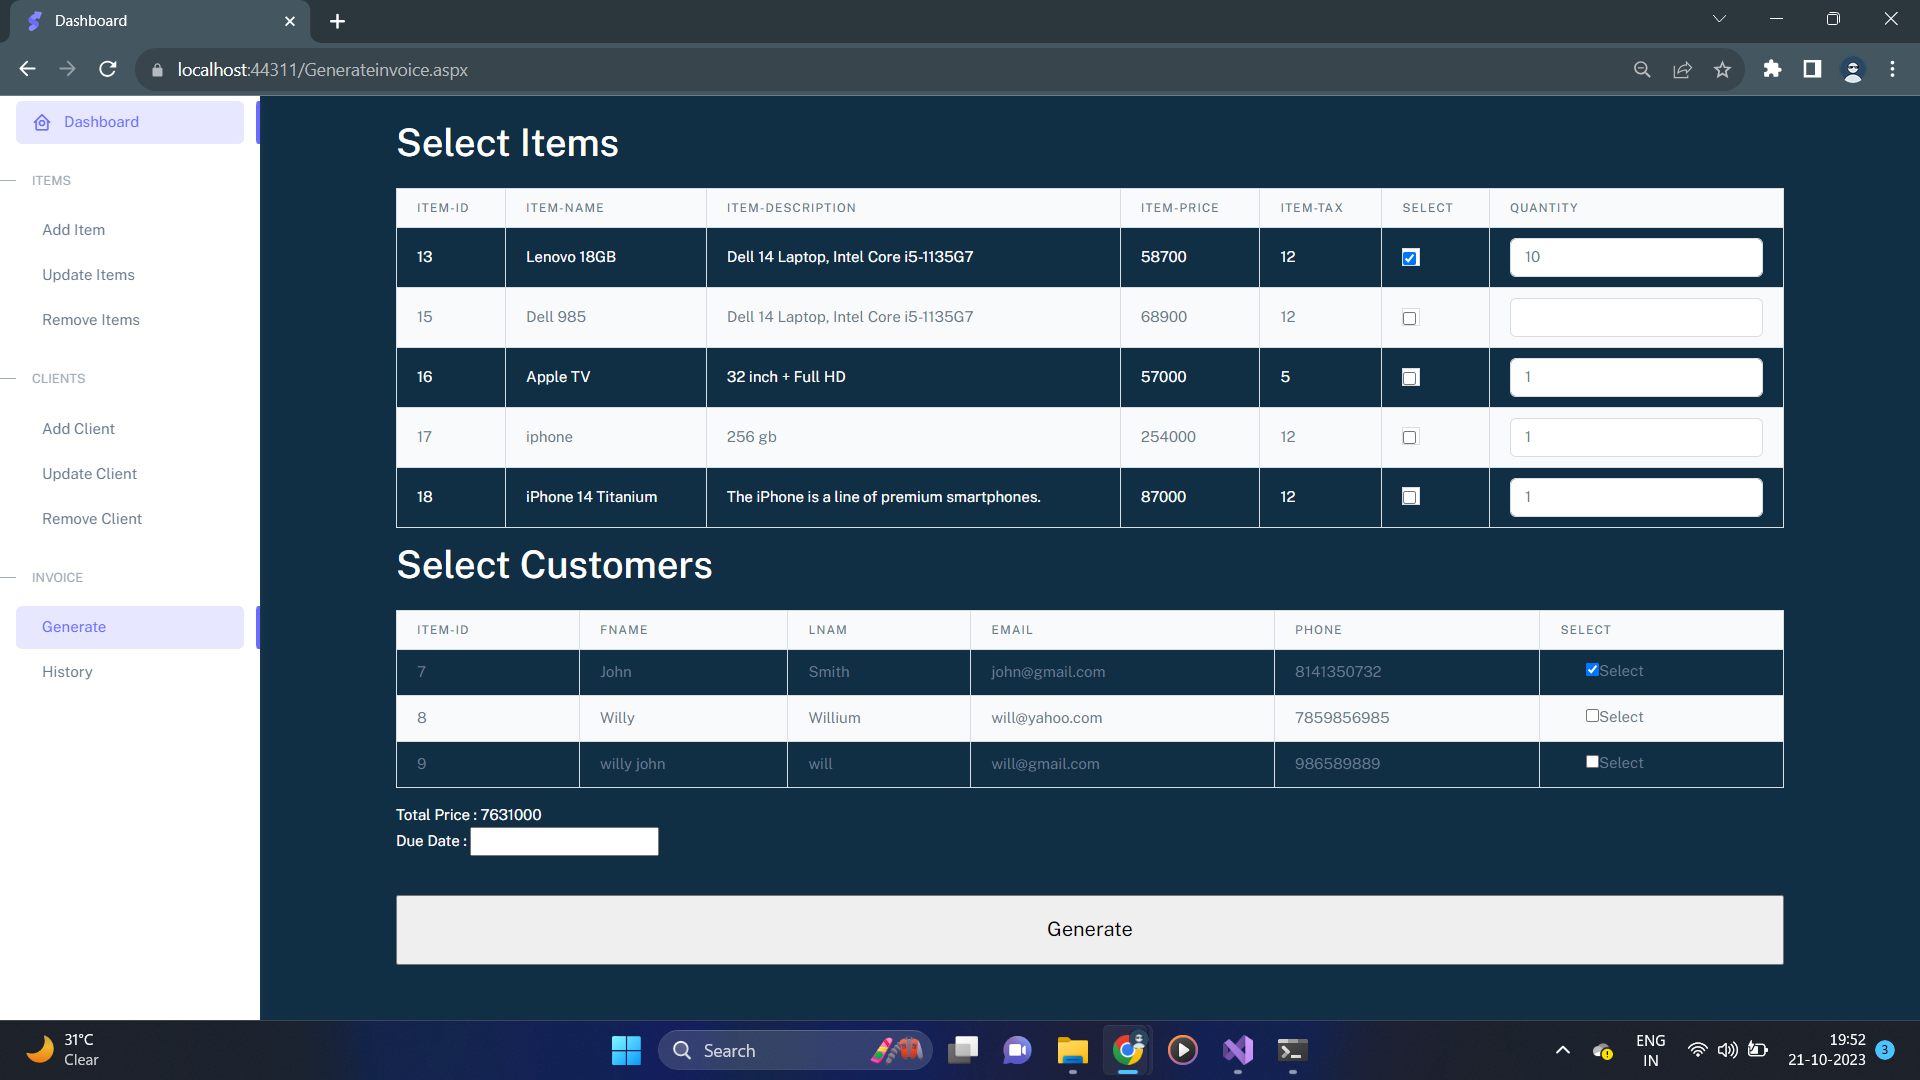 Dashboard
localhost:44311/Generateinvoice.aspx
Dashboard
ITEMS
Add Item
Update Items
Remove Items
CLIENTS
Add Client
Update Client
Remove Client
INVOICE
Generate
History
Select Items
ITEM-ID ITEM-NAME ITEM-DESCRIPTION ITEM-PRICE ITEM-TAX SELECT QUANTITY
13 Lenovo 18GB Dell 14 Laptop, Intel Core i5-1135G7 58700 12 10
15 Dell 985 Dell 14 Laptop, Intel Core i5-1135G7 68900 12
16 Apple TV 32 inch + Full HD 57000 5 1
17 iphone 256 gb 254000 12 1
18 iPhone 14 Titanium The iPhone is a line of premium smartphones. 87000 12 1
Select Customers
ITEM-ID FNAME LNAM EMAIL PHONE SELECT
7 John Smith john@gmail.com 8141350732 Select
8 Willy Willium will@yahoo.com 7859856985 Select
9 willy john will will@gmail.com 986589889 Select
Total Price : 7631000
Due Date :
Generate
31°C
Clear
Search
ENG
IN
19:52
21-10-2023
3